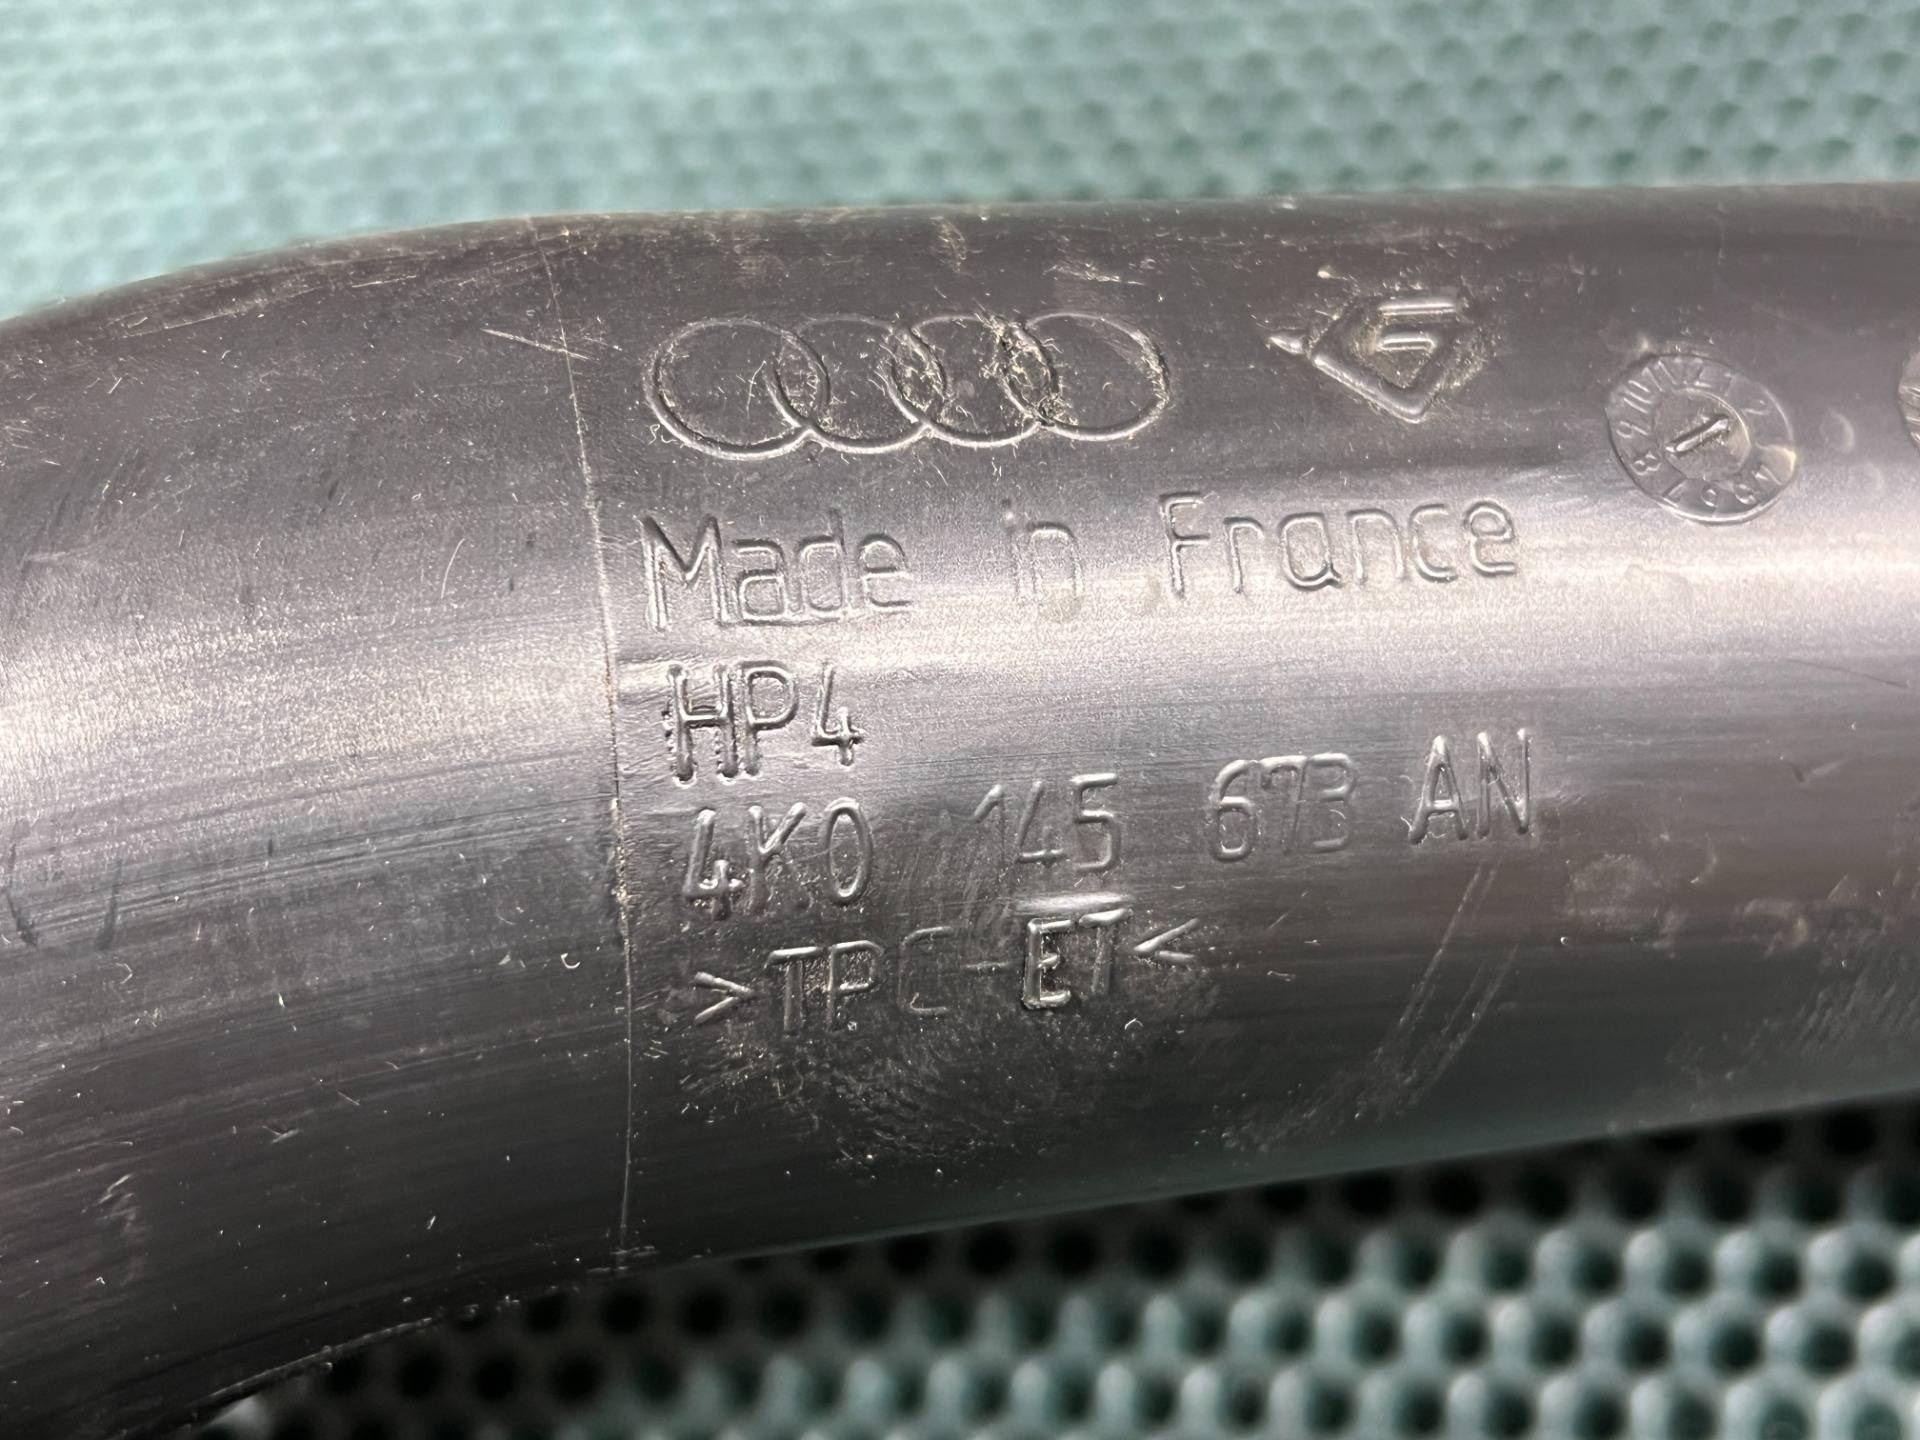 Made in France
HP4
4K0 145 673 AN
>TPC-ET<